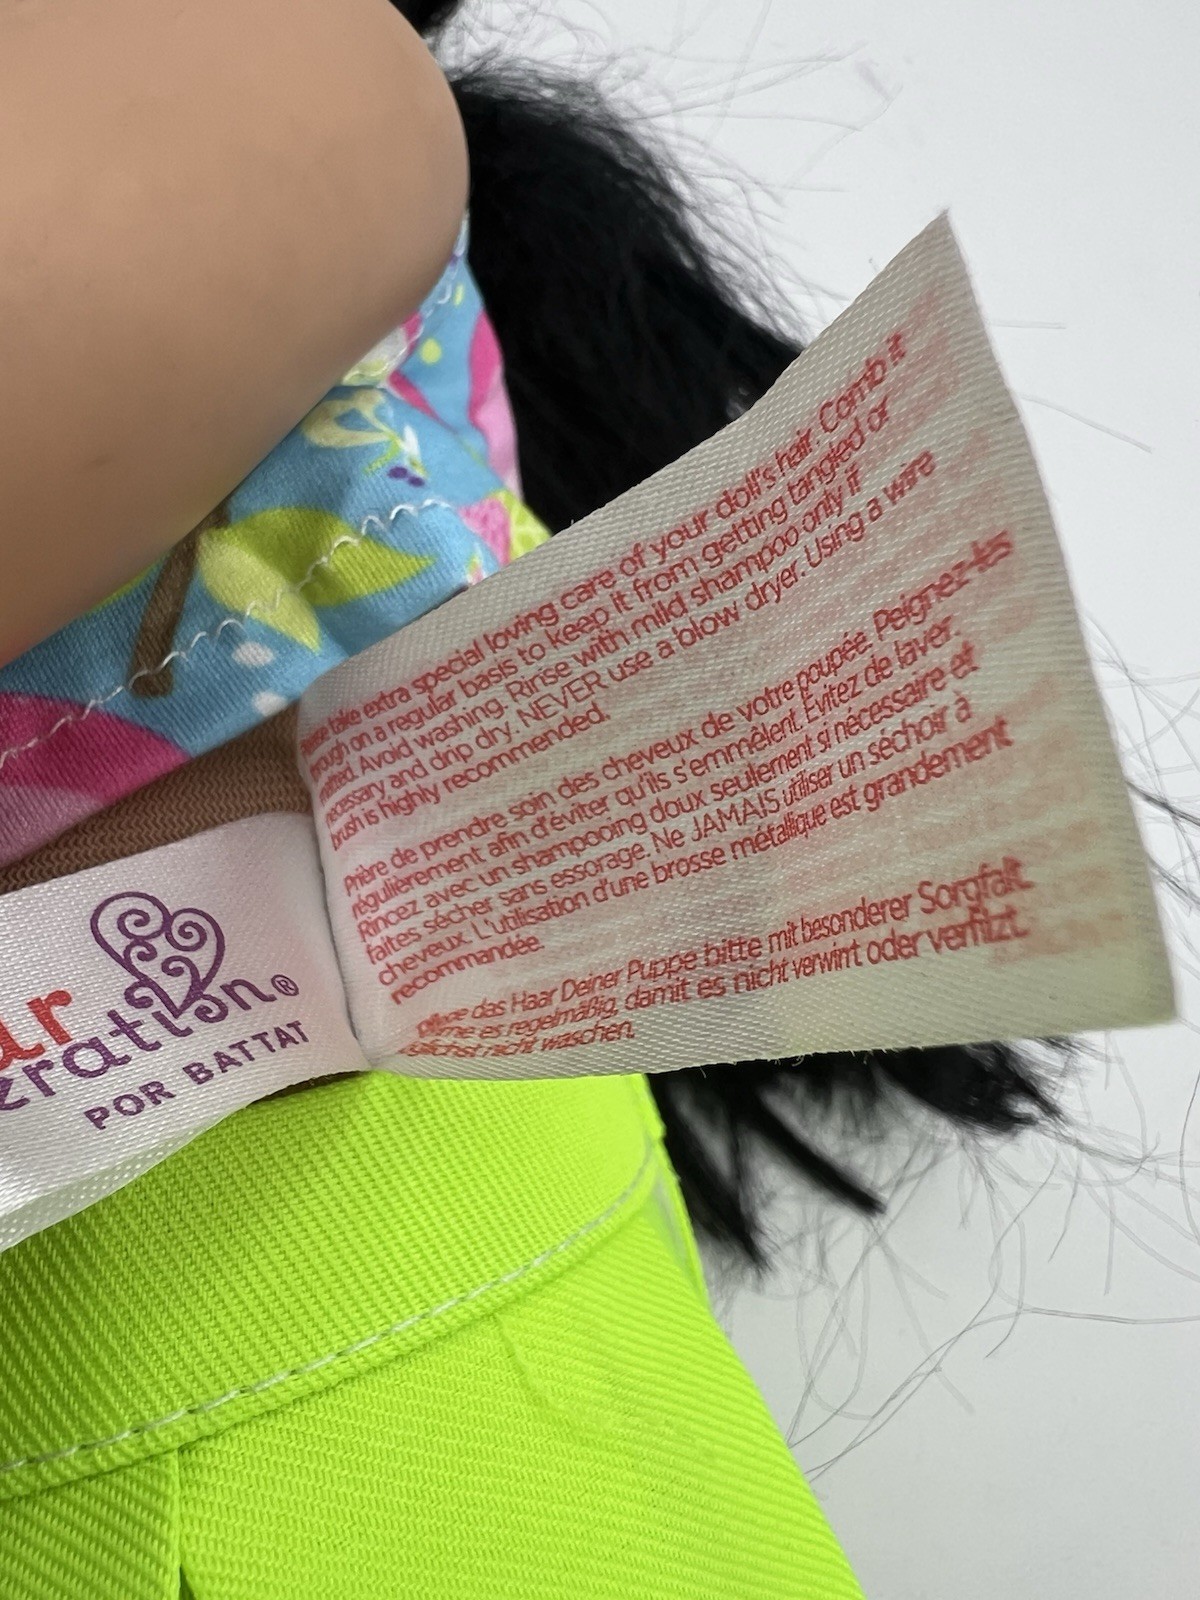 Please take extra special loving care of your doll's hair. Comb it
through on a regular basis to keep it from getting tangled or
matted. Avoid washing. Rinse with mild shampoo only if
necessary and drip dry. NEVER use a blow dryer. Using a wire
brush is highly recommended.
Prière de prendre soin des cheveux de votre poupée. Peignez-les
régulièrement afin d'éviter qu'ils s'emmêlent. Évitez de laver.
Rincez avec un shampooing doux seulement si nécessaire et
faites sécher sans essorage. Ne JAMAIS utiliser un séchoir à
cheveux. L'utilisation d'une brosse métallique est grandement
recommandée.
das Haar Deiner Puppe bitte mit besonderer Sorgfalt.
es regelmäßig, damit es nicht verwirrt oder verfilzt.
nicht waschen.
ur
eration®
POR BATTAT